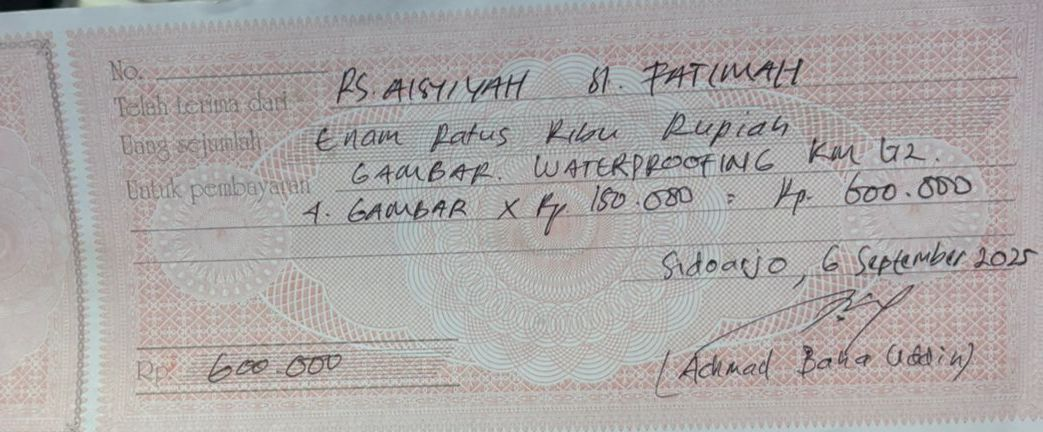 No.
Telah terima dari RS. AISYIYAH St. FATIMAH
Uang sejumlah Enam Ratus Ribu Rupiah
Untuk pembayaran GAMBAR. WATERPROOFING KM G2.
4. GAMBAR X Rp. 150.000 = Rp. 600.000
Sidoarjo, 6 September 2025
Rp. 600.000
(Achmad Baha Uddin)